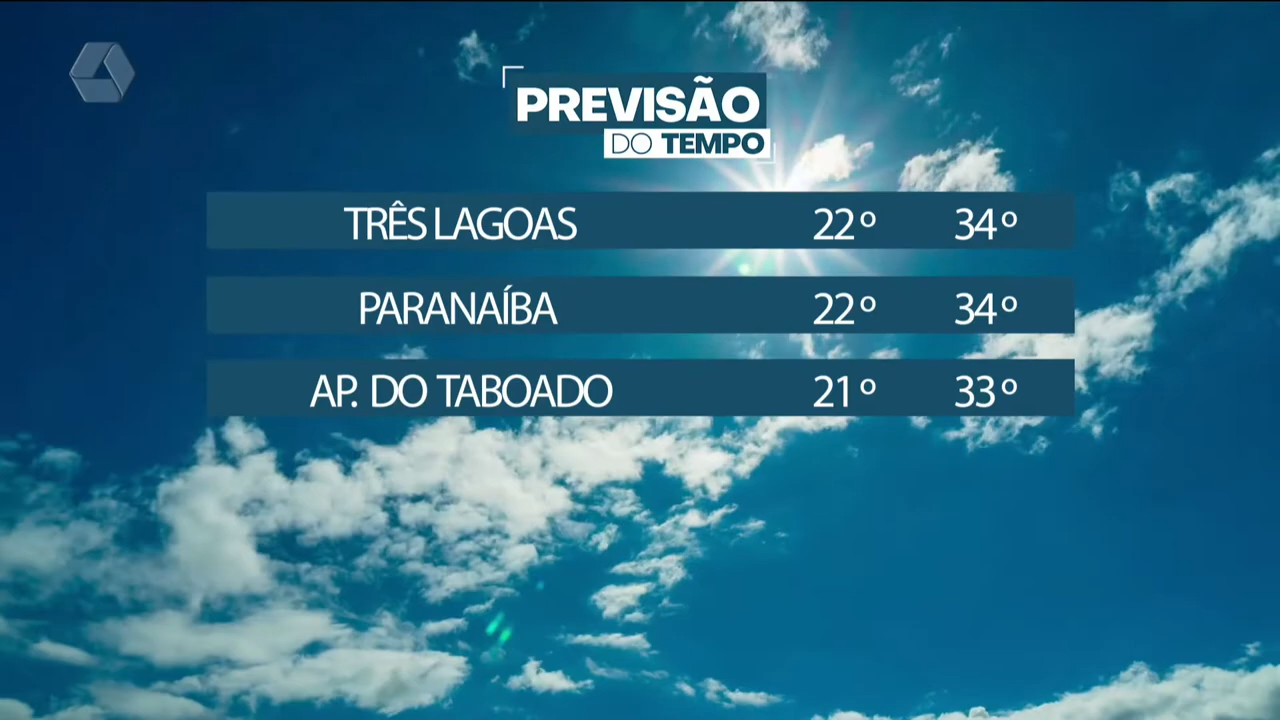 PREVISÃO
DO TEMPO
TRÊS LAGOAS 22º 34º
PARANAÍBA 22º 34º
AP. DO TABOADO 21º 33º